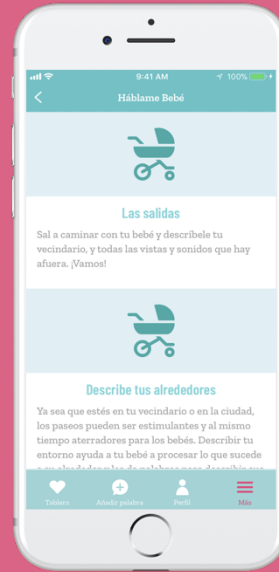 9:41 AM
100%
Háblame Bebé
Las salidas
Sal a caminar con tu bebé y descríbele tu
vecindario, y todas las vistas y sonidos que hay
afuera. ¡Vamos!
Describe tus alrededores
Ya sea que estés en tu vecindario o en la ciudad,
los paseos pueden ser estimulantes y al mismo
tiempo aterradores para los bebés. Describir tu
entorno ayuda a tu bebé a procesar lo que sucede
Tablero
Añadir palabra
Perfil
Más